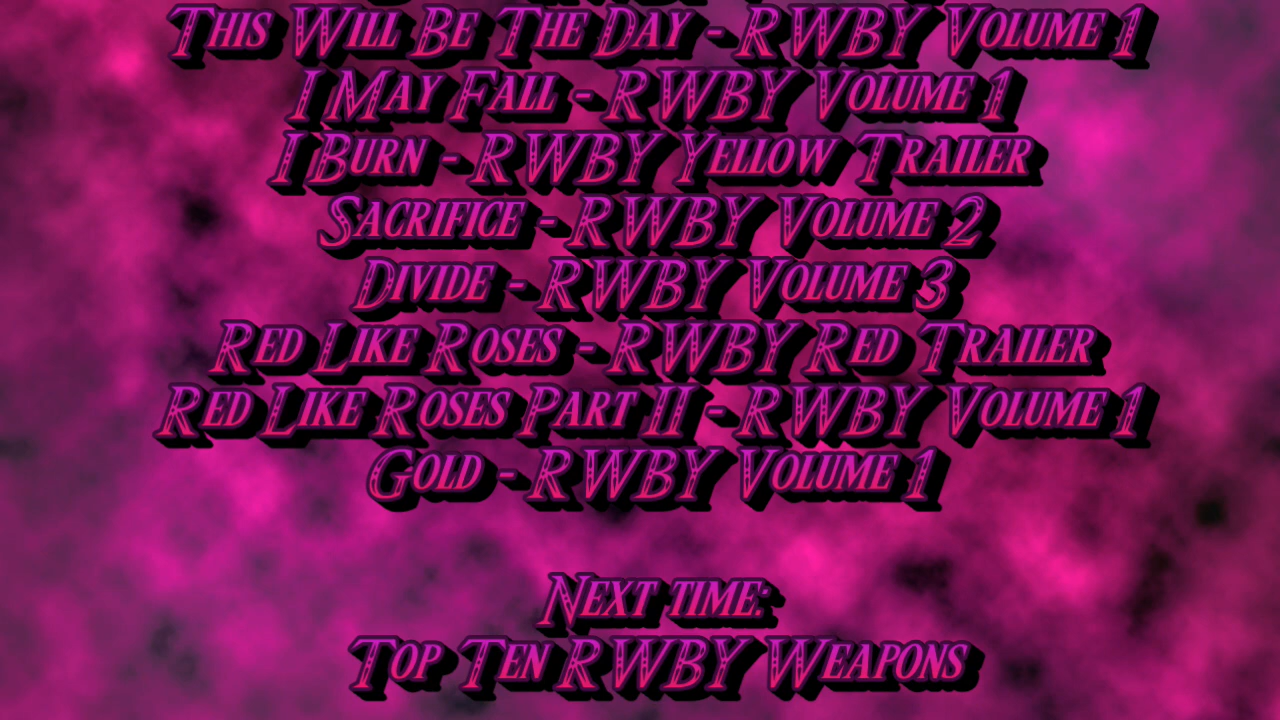 This Will Be The Day - RWBY Volume 1
I May Fall - RWBY Volume 1
I Burn - RWBY Yellow Trailer
Sacrifice - RWBY Volume 2
Divide - RWBY Volume 3
Red Like Roses - RWBY Red Trailer
Red Like Roses Part II - RWBY Volume 1
Gold - RWBY Volume 1
Next time:
Top Ten RWBY Weapons